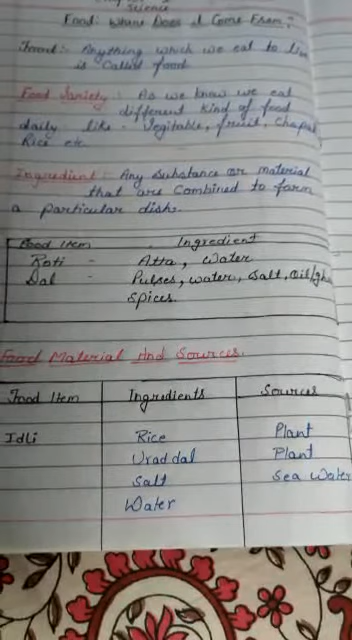 Science
Food: Where Does it Come From?
Food:- Anything which we eat to live
is called food.
Food Variety: As we know we eat
different kind of food
daily like - Vegitable, fruit, Chapati
Rice etc
Ingredient: Any substance or material
that are combined to form
a particular dish.
Food Item Ingredient
Roti - Atta, water
Dal - Pulses, water, Salt, Oil/ghe
spices.
Food Material And Sources.
Food Item Ingredients Sources
Idli Rice Plant
Urad dal Plant
Salt Sea Water
Water